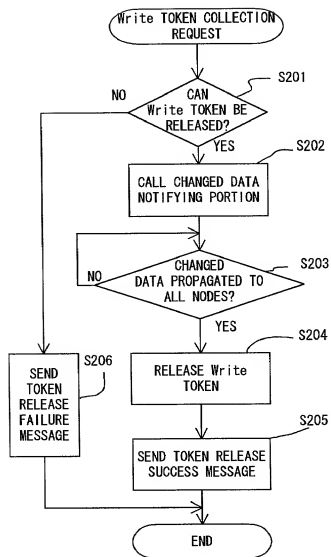 Write TOKEN COLLECTION
REQUEST
S201
NO
CAN
Write TOKEN BE
RELEASED?
YES
S202
CALL CHANGED DATA
NOTIFYING PORTION
S203
NO
CHANGED
DATA PROPAGATED TO
ALL NODES?
YES
S204
RELEASE Write
TOKEN
S206
SEND
TOKEN
RELEASE
FAILURE
MESSAGE
S205
SEND TOKEN RELEASE
SUCCESS MESSAGE
END